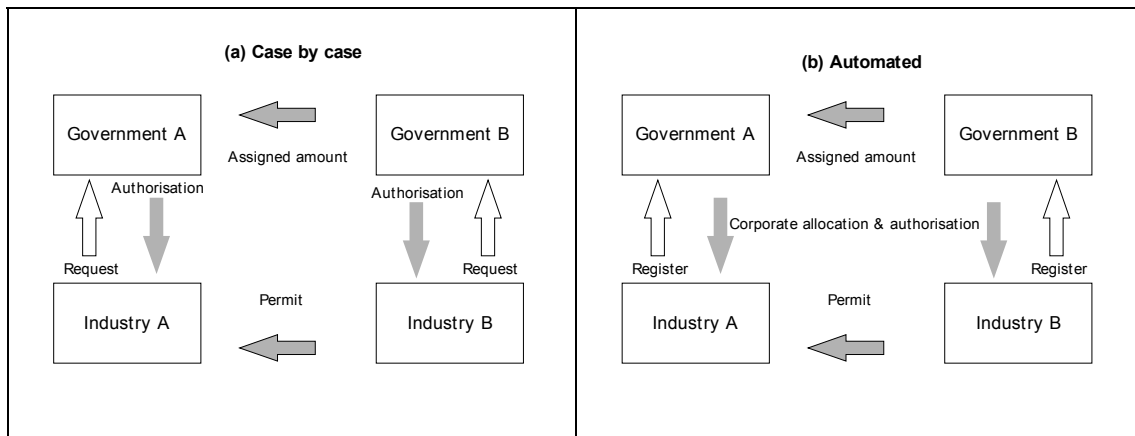 (a) Case by case
Government A
Government B
Assigned amount
Authorisation
Authorisation
Request
Request
Permit
Industry A
Industry B
(b) Automated
Government A
Government B
Assigned amount
Corporate allocation & authorisation
Register
Register
Permit
Industry A
Industry B